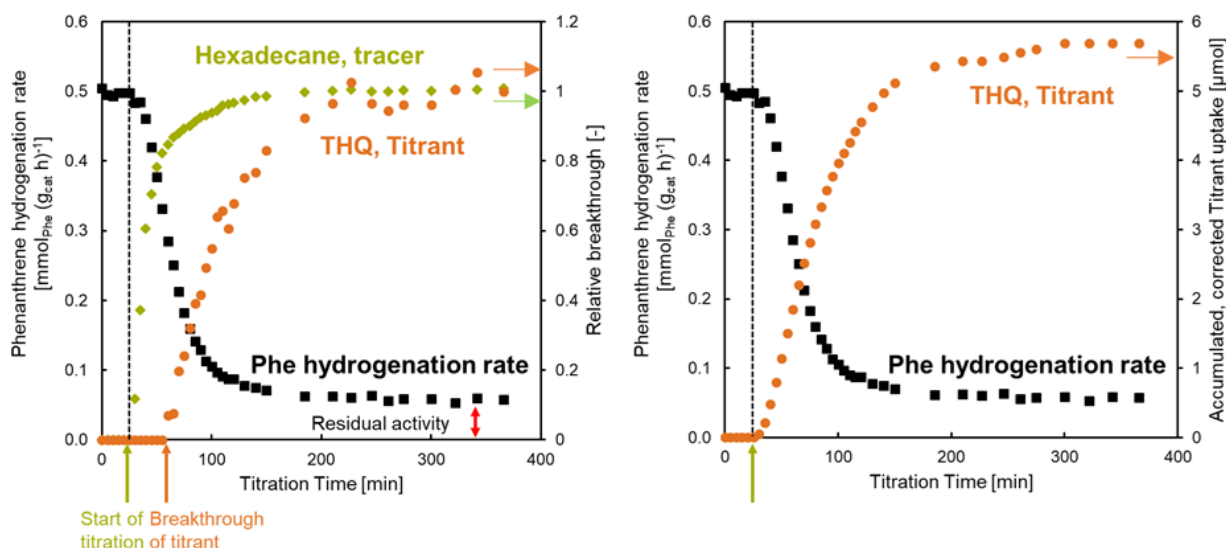 Phenanthrene hydrogenation rate
[mmolPhe (gcat h)-1]
0.6
0.5
0.4
0.3
0.2
0.1
0.0
Hexadecane, tracer
THQ, Titrant
Phe hydrogenation rate
Residual activity
1.2
1
0.8
0.6
0.4
0.2
0
Relative breakthrough [-]
0
100
200
300
400
Titration Time [min]
Start of
titration
Breakthrough
of titrant
Phenanthrene hydrogenation rate
[mmolPhe (gcat h)-1]
0.6
0.5
0.4
0.3
0.2
0.1
0.0
THQ, Titrant
Phe hydrogenation rate
6
5
4
3
2
1
0
Accumulated, corrected Titrant uptake [µmol]
0
100
200
300
400
Titration Time [min]